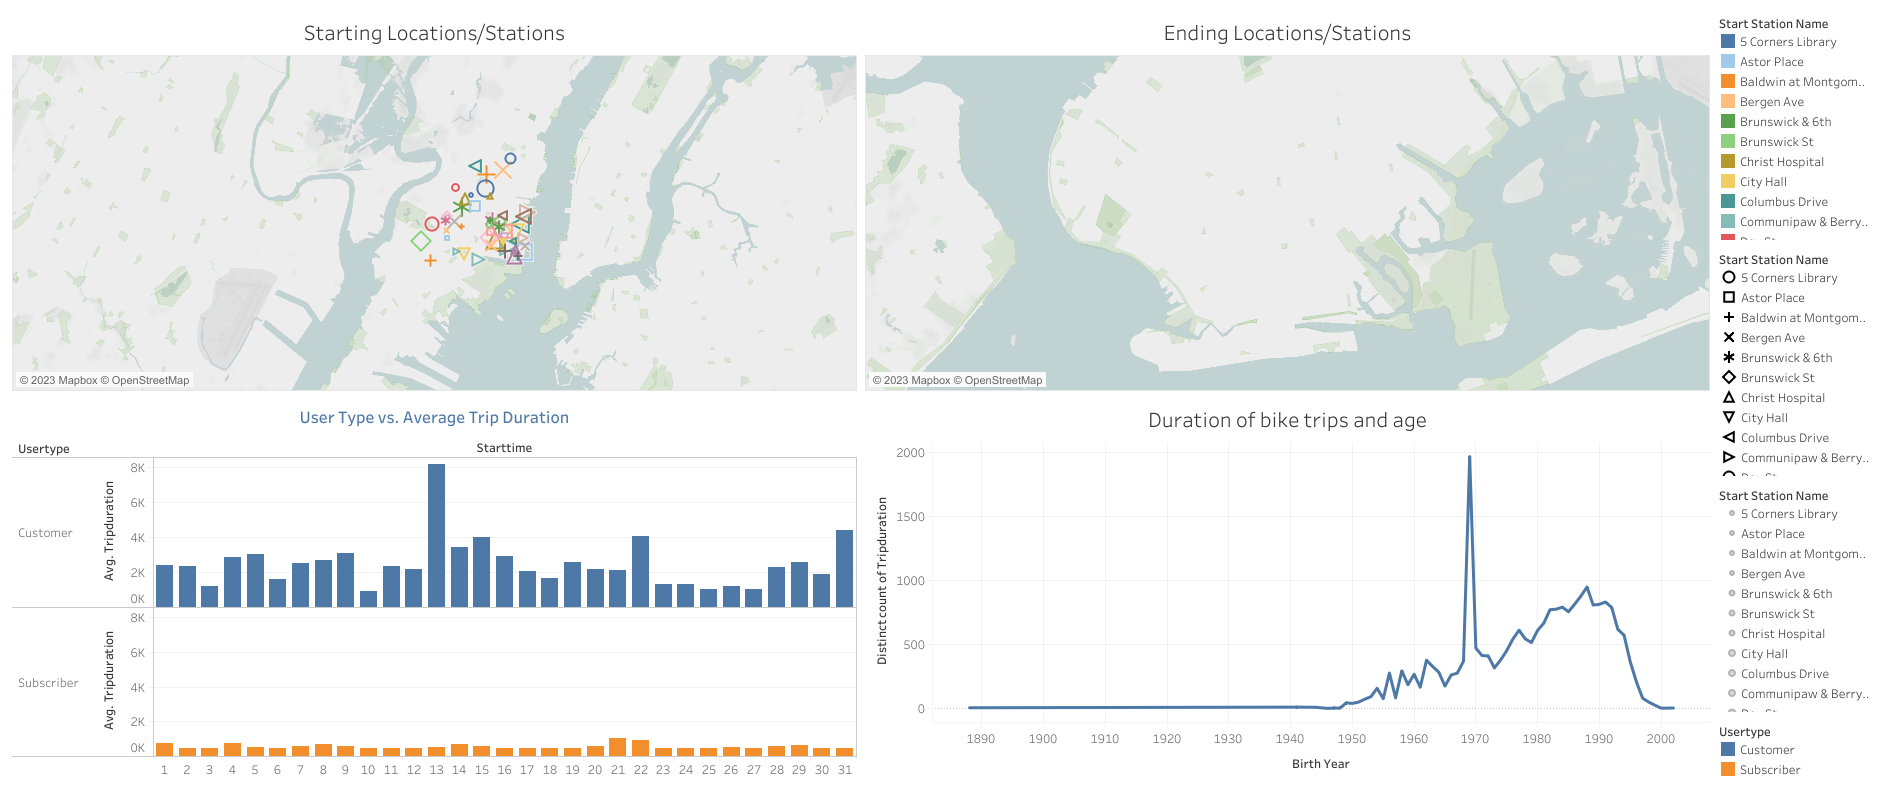 Starting Locations/Stations
© 2023 Mapbox © OpenStreetMap
Ending Locations/Stations
© 2023 Mapbox © OpenStreetMap
User Type vs. Average Trip Duration
Usertype
Starttime
Customer
Avg. Tripduration
8K
6K
4K
2K
0K
Subscriber
Avg. Tripduration
8K
6K
4K
2K
0K
1 2 3 4 5 6 7 8 9 10 11 12 13 14 15 16 17 18 19 20 21 22 23 24 25 26 27 28 29 30 31
Duration of bike trips and age
Distinct count of Tripduration
2000
1500
1000
500
0
1890 1900 1910 1920 1930 1940 1950 1960 1970 1980 1990 2000
Birth Year
Start Station Name
5 Corners Library
Astor Place
Baldwin at Montgom..
Bergen Ave
Brunswick & 6th
Brunswick St
Christ Hospital
City Hall
Columbus Drive
Communipaw & Berry..
Start Station Name
5 Corners Library
Astor Place
Baldwin at Montgom..
Bergen Ave
Brunswick & 6th
Brunswick St
Christ Hospital
City Hall
Columbus Drive
Communipaw & Berry..
Start Station Name
5 Corners Library
Astor Place
Baldwin at Montgom..
Bergen Ave
Brunswick & 6th
Brunswick St
Christ Hospital
City Hall
Columbus Drive
Communipaw & Berry..
Usertype
Customer
Subscriber